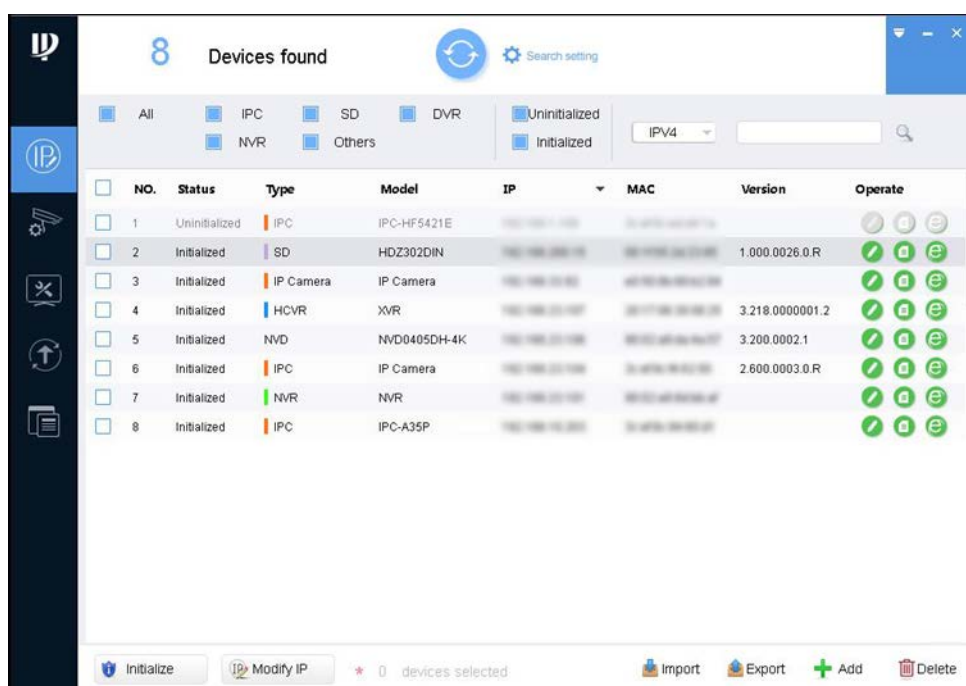 8 Devices found Search setting
All IPC SD DVR Uninitialized
NVR Others Initialized IPV4
NO. Status Type Model IP MAC Version Operate
1 Uninitialized IPC IPC-HF5421E
2 Initialized SD HDZ302DIN 1.000.0026.0.R
3 Initialized IP Camera IP Camera
4 Initialized HCVR XVR 3.218.0000001.2
5 Initialized NVD NVD0405DH-4K 3.200.0002.1
6 Initialized IPC IP Camera 2.600.0003.0.R
7 Initialized NVR NVR
8 Initialized IPC IPC-A35P
Initialize IP Modify IP * 0 devices selected Import Export Add Delete